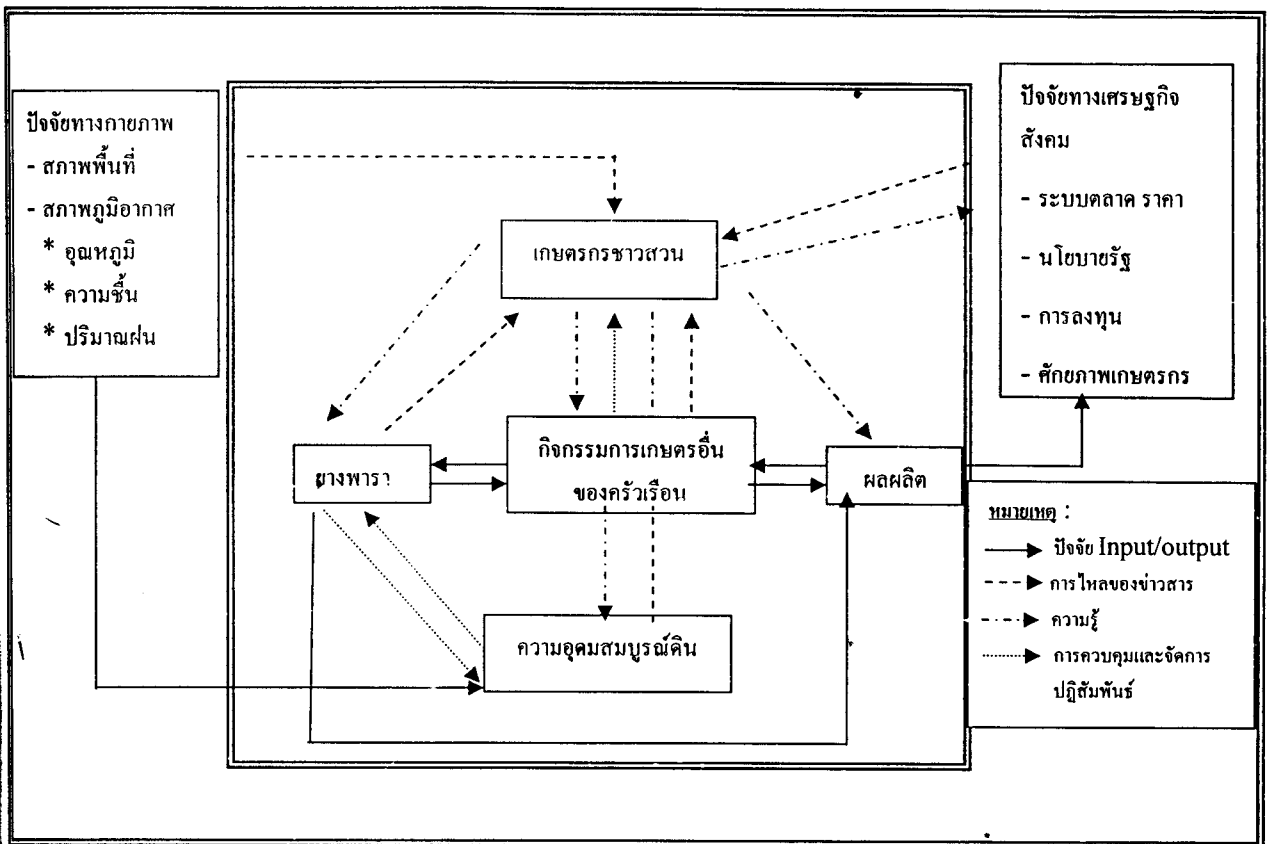 ปัจจัยทางกายภาพ
- สภาพพื้นที่
- สภาพภูมิอากาศ
* อุณหภูมิ
* ความชื้น
* ปริมาณฝน
ปัจจัยทางเศรษฐกิจ
สังคม
- ระบบตลาด ราคา
- นโยบายรัฐ
- การลงทุน
- ศักยภาพเกษตรกร
เกษตรกรชาวสวน
ยางพารา
กิจกรรมการเกษตรอื่น
ของครัวเรือน
ผลผลิต
ความอุดมสมบูรณ์ดิน
หมายเหตุ :
ปัจจัย Input/output
การไหลของข่าวสาร
ความรู้
การควบคุมและจัดการ
ปฏิสัมพันธ์